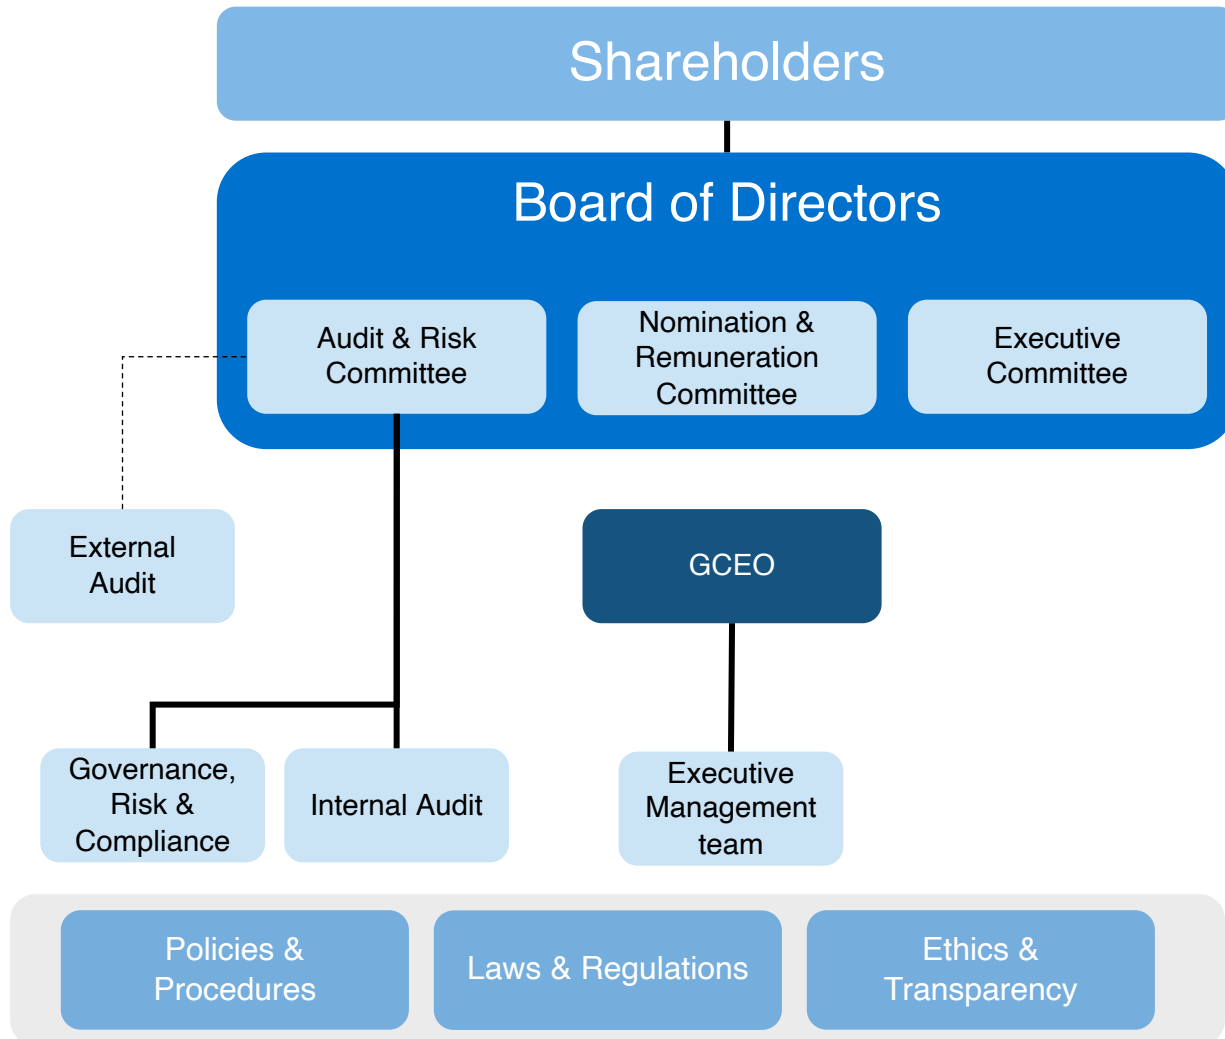 Shareholders
Board of Directors
Audit & Risk
Committee
Nomination &
Remuneration
Committee
Executive
Committee
External
Audit
GCEO
Governance,
Risk &
Compliance
Internal Audit
Executive
Management
team
Policies &
Procedures
Laws & Regulations
Ethics &
Transparency